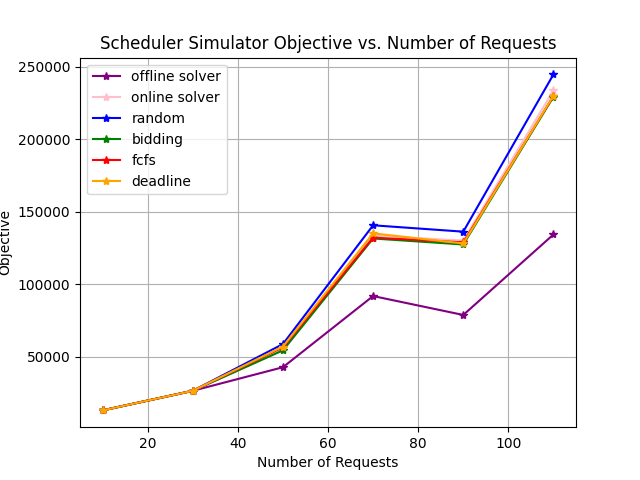 Scheduler Simulator Objective vs. Number of Requests
250000
200000
150000
100000
50000
Objective
offline solver
online solver
random
bidding
fcfs
deadline
20
40
60
80
100
Number of Requests